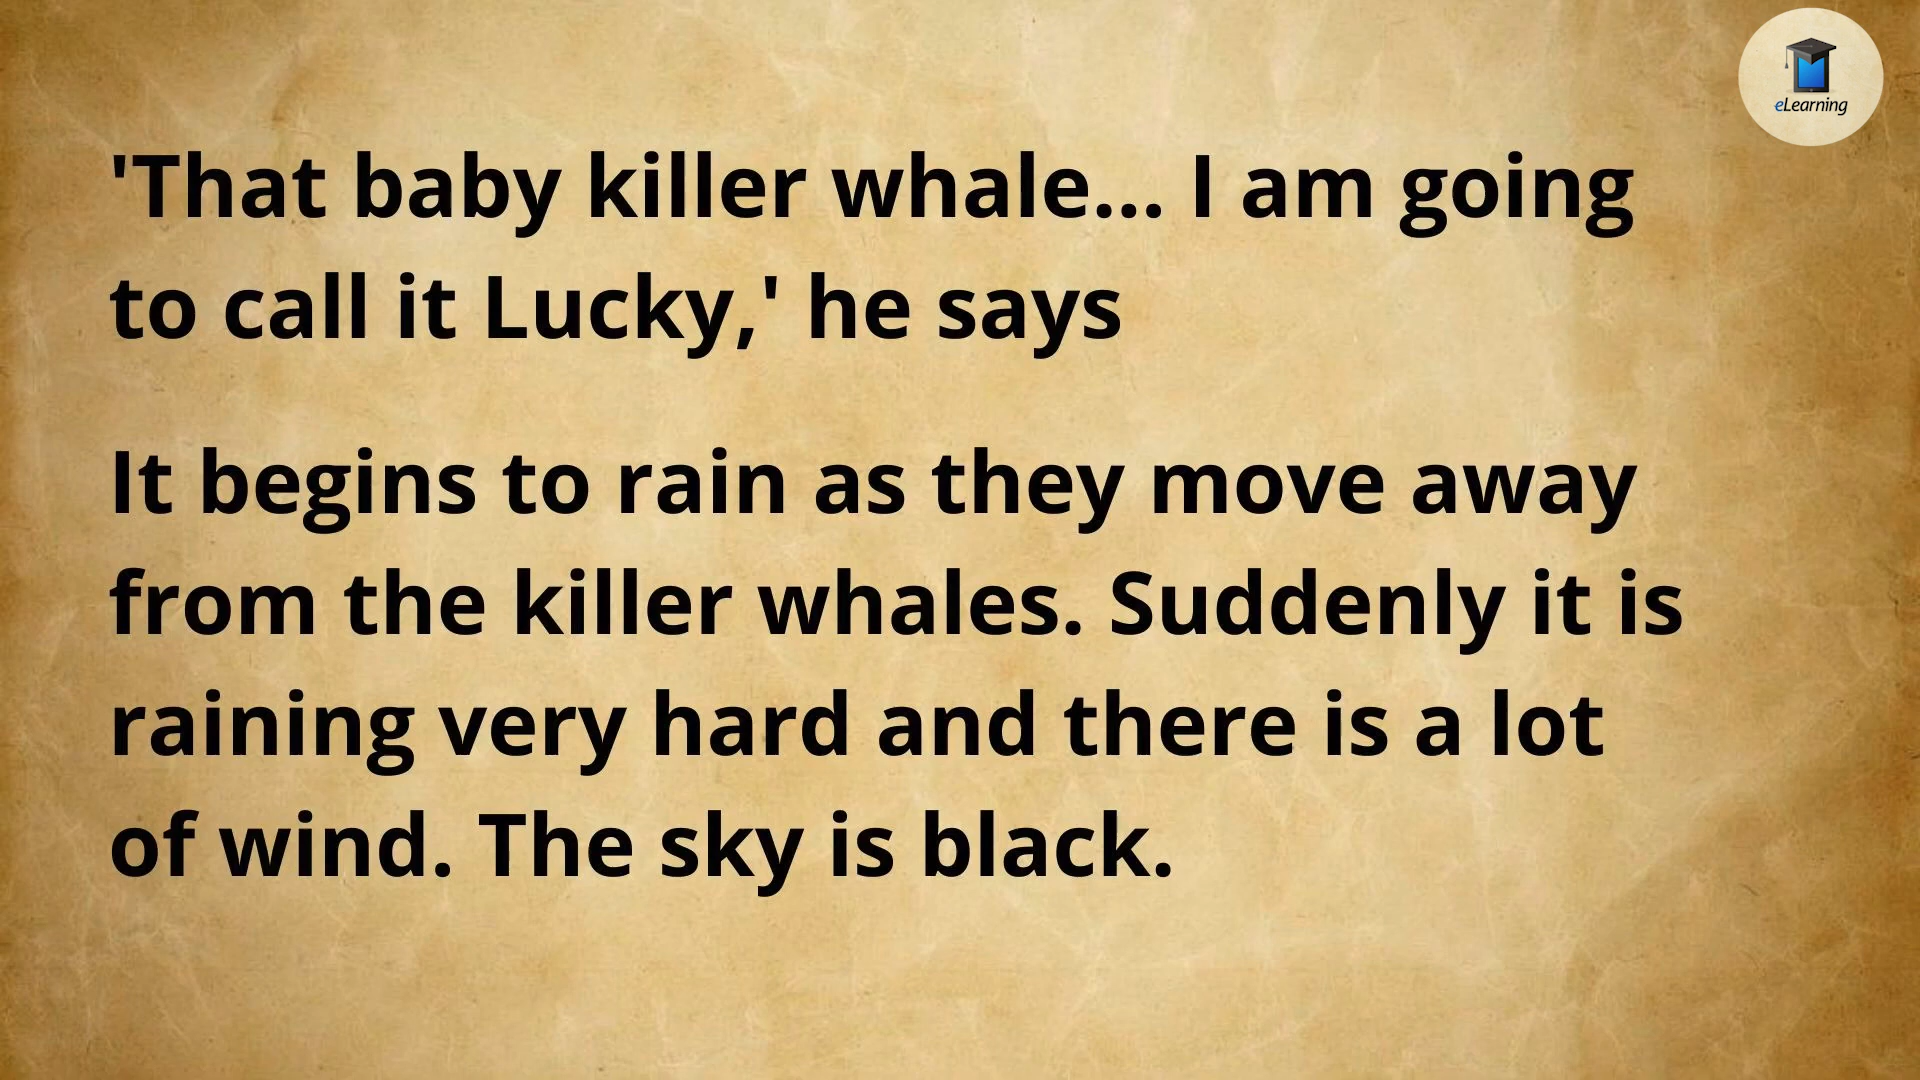 eLearning
'That baby killer whale... I am going
to call it Lucky,' he says
It begins to rain as they move away
from the killer whales. Suddenly it is
raining very hard and there is a lot
of wind. The sky is black.